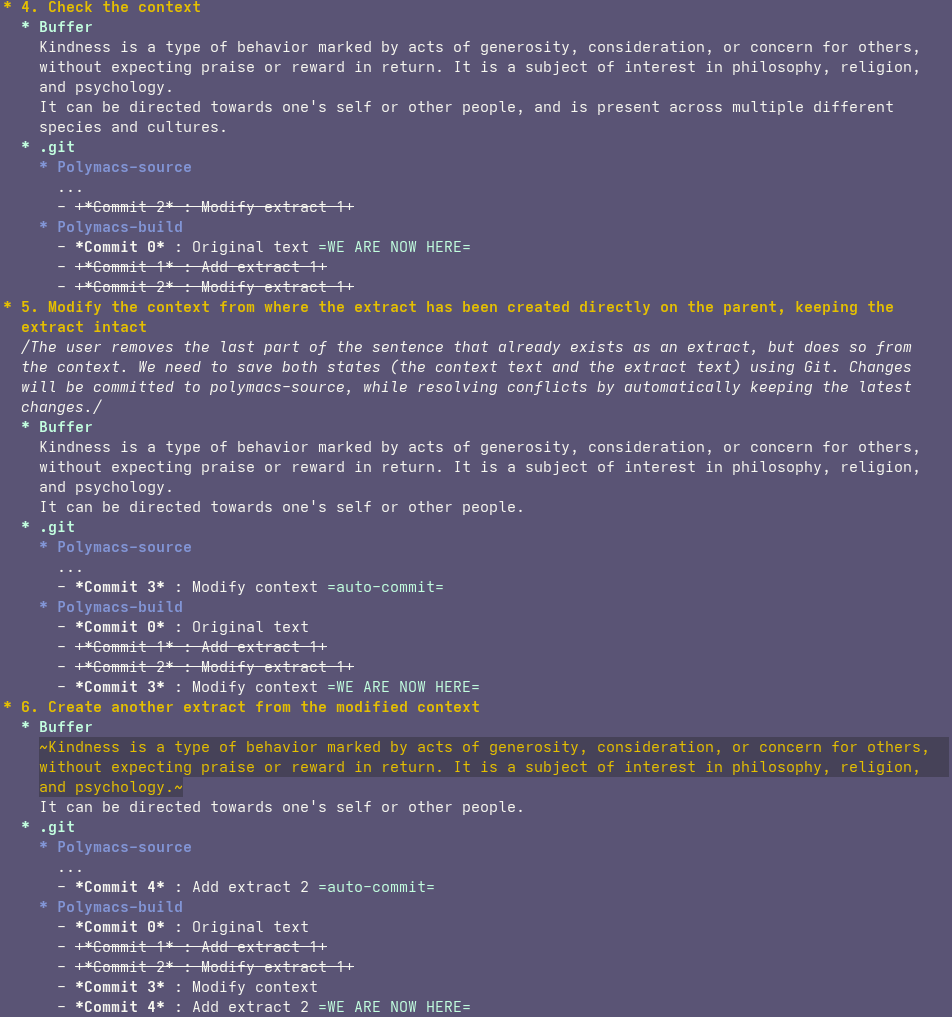 * 4. Check the context
* Buffer
Kindness is a type of behavior marked by acts of generosity, consideration, or concern for others,
without expecting praise or reward in return. It is a subject of interest in philosophy, religion,
and psychology.
It can be directed towards one's self or other people, and is present across multiple different
species and cultures.
* .git
* Polymacs-source
...
- +*Commit 2* : Modify extract 1+
* Polymacs-build
- *Commit 0* : Original text =WE ARE NOW HERE=
- +*Commit 1* : Add extract 1+
- +*Commit 2* : Modify extract 1+
* 5. Modify the context from where the extract has been created directly on the parent, keeping the
extract intact
/The user removes the last part of the sentence that already exists as an extract, but does so from
the context. We need to save both states (the context text and the extract text) using Git. Changes
will be committed to polymacs-source, while resolving conflicts by automatically keeping the latest
changes./
* Buffer
Kindness is a type of behavior marked by acts of generosity, consideration, or concern for others,
without expecting praise or reward in return. It is a subject of interest in philosophy, religion,
and psychology.
It can be directed towards one's self or other people.
* .git
* Polymacs-source
...
- *Commit 3* : Modify context =auto-commit=
* Polymacs-build
- *Commit 0* : Original text
- +*Commit 1* : Add extract 1+
- +*Commit 2* : Modify extract 1+
- *Commit 3* : Modify context =WE ARE NOW HERE=
* 6. Create another extract from the modified context
* Buffer
~Kindness is a type of behavior marked by acts of generosity, consideration, or concern for others,
without expecting praise or reward in return. It is a subject of interest in philosophy, religion,
and psychology.~
It can be directed towards one's self or other people.
* .git
* Polymacs-source
...
- *Commit 4* : Add extract 2 =auto-commit=
* Polymacs-build
- *Commit 0* : Original text
- +*Commit 1* : Add extract 1+
- +*Commit 2* : Modify extract 1+
- *Commit 3* : Modify context
- *Commit 4* : Add extract 2 =WE ARE NOW HERE=